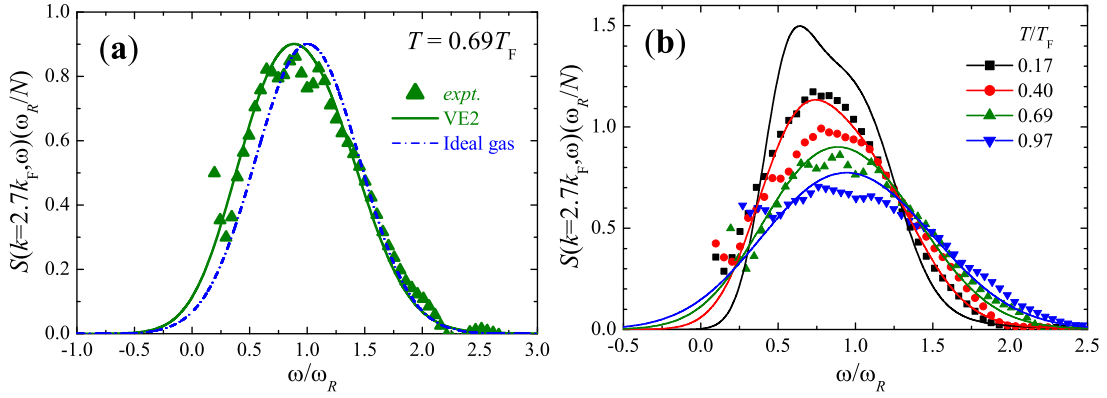 (a)
T = 0.69T_F
expt.
VE2
Ideal gas
S(k=2.7k_F,ω)(ω_R/N)
1.0
0.8
0.6
0.4
0.2
0.0
-1.0 -0.5 0.0 0.5 1.0 1.5 2.0 2.5 3.0
ω/ω_R
(b)
T/T_F
0.17
0.40
0.69
0.97
S(k=2.7k_F,ω)(ω_R/N)
1.5
1.0
0.5
0.0
-0.5 0.0 0.5 1.0 1.5 2.0 2.5
ω/ω_R